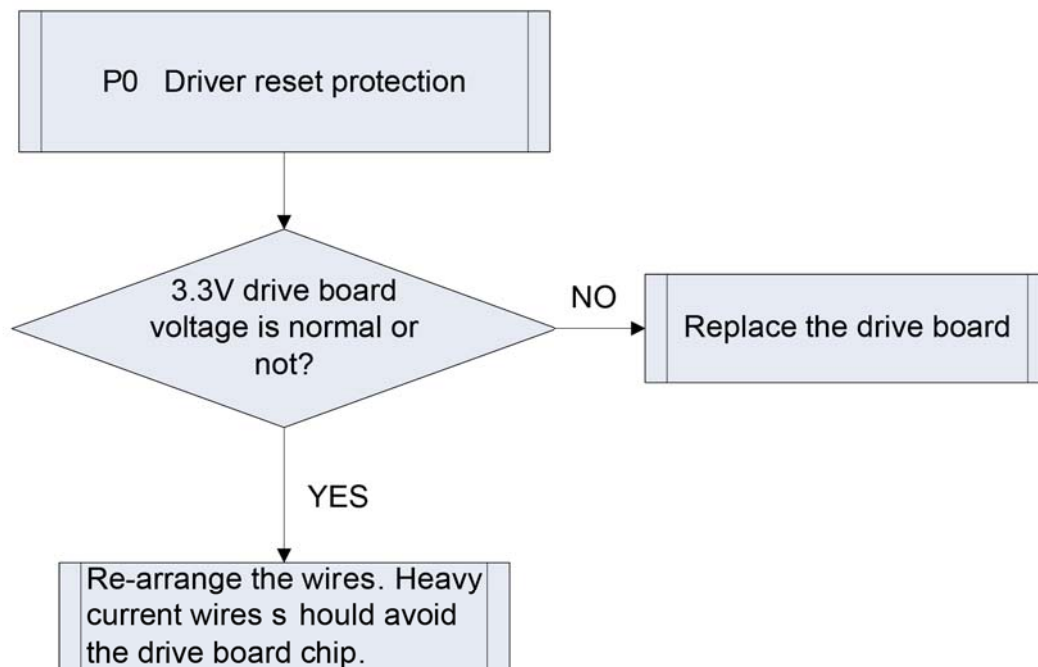 P0 Driver reset protection
3.3V drive board
voltage is normal or
not?
NO
Replace the drive board
YES
Re-arrange the wires. Heavy
current wires s hould avoid
the drive board chip.